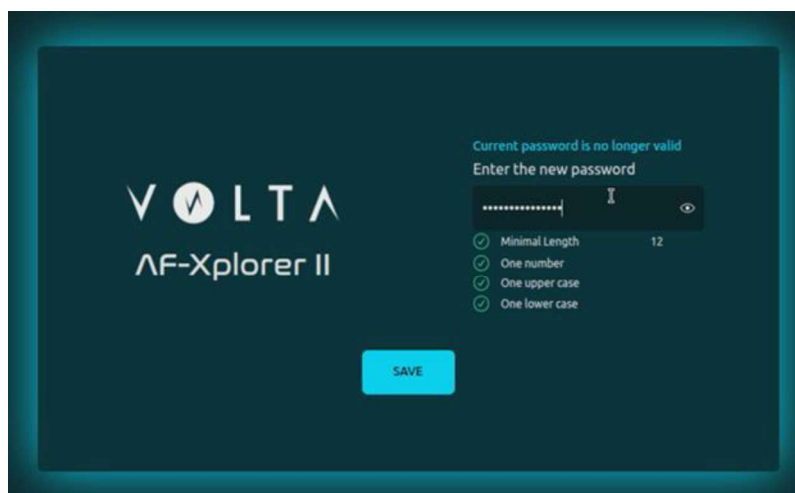 VOLTA
AF-Xplorer II
Current password is no longer valid
Enter the new password
•••••••••••••••
Minimal Length 12
One number
One upper case
One lower case
SAVE